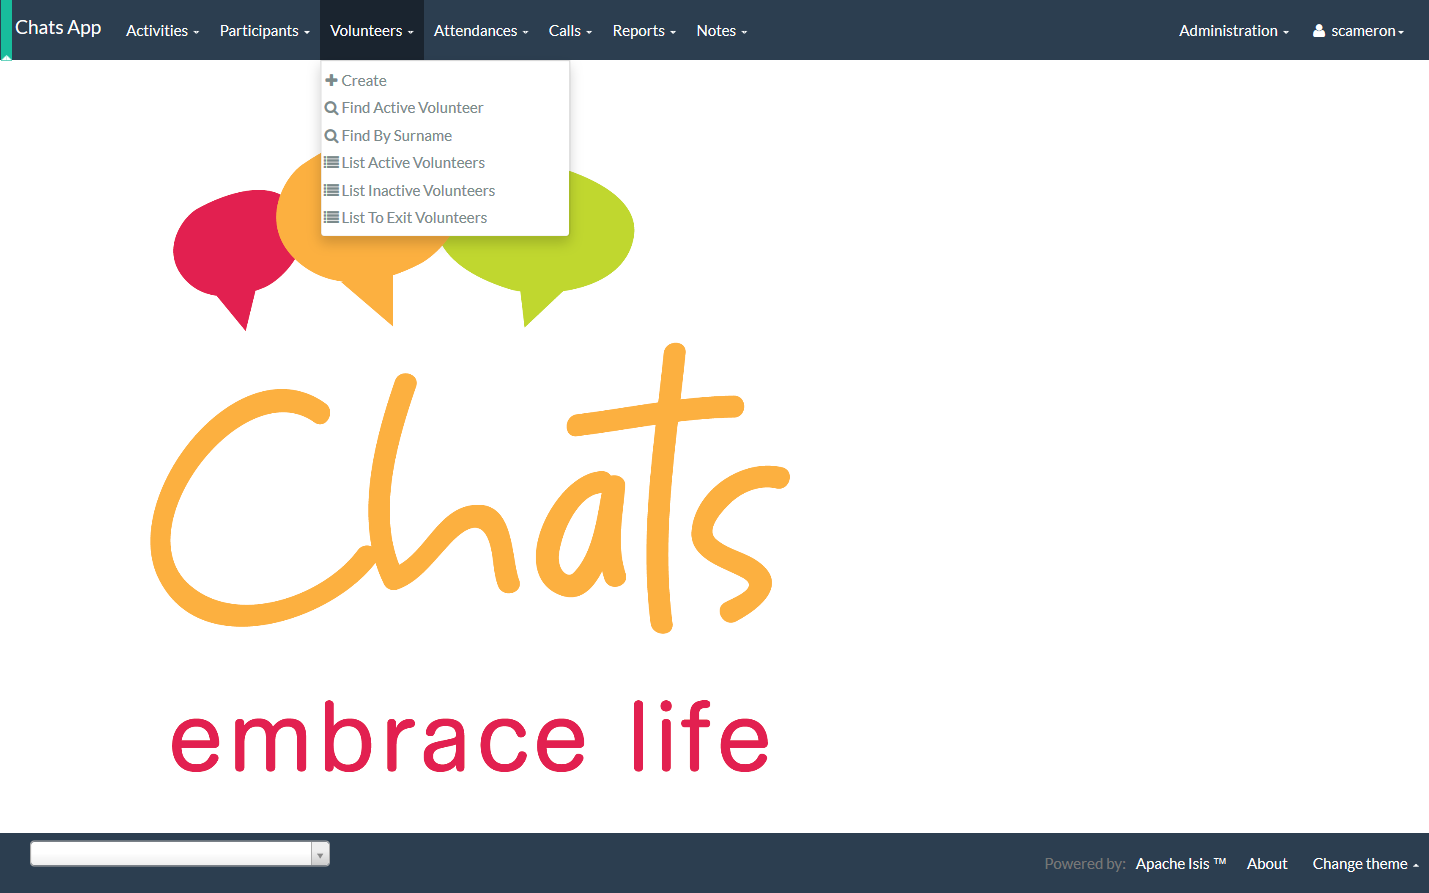 Chats App Activities Participants Volunteers Attendances Calls Reports Notes Administration scameron
Create
Find Active Volunteer
Find By Surname
List Active Volunteers
List Inactive Volunteers
List To Exit Volunteers
Chats
embrace life
Powered by: Apache Isis ™ About Change theme